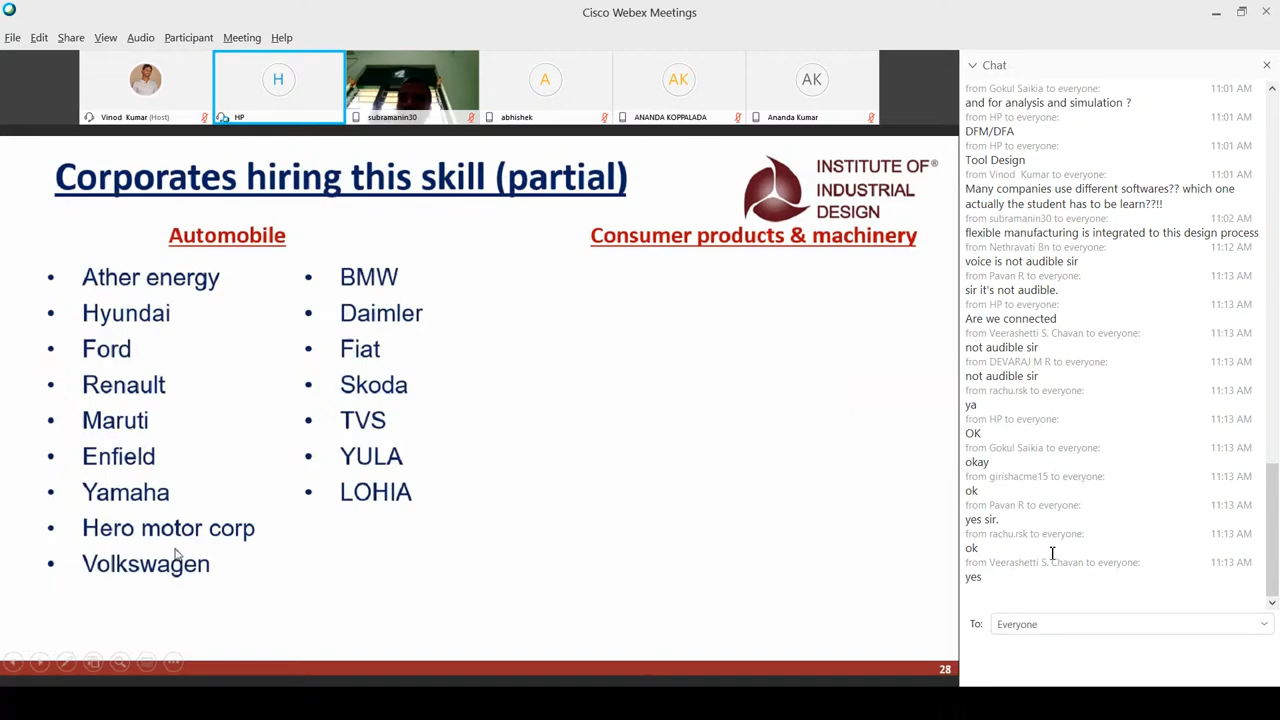 Cisco Webex Meetings
File Edit Share View Audio Participant Meeting Help
H A AK AK
Vinod Kumar (Host) HP subramanin30 abhishek ANANDA KOPPALADA Ananda Kumar
Corporates hiring this skill (partial)
INSTITUTE OF®
INDUSTRIAL
DESIGN
Automobile
• Ather energy
• Hyundai
• Ford
• Renault
• Maruti
• Enfield
• Yamaha
• Hero motor corp
• Volkswagen
• BMW
• Daimler
• Fiat
• Skoda
• TVS
• YULA
• LOHIA
Consumer products & machinery
28
Chat
from Gokul Saikia to everyone: 11:01 AM
and for analysis and simulation ?
from HP to everyone: 11:01 AM
DFM/DFA
from HP to everyone: 11:01 AM
Tool Design
from Vinod Kumar to everyone: 11:01 AM
Many companies use different softwares?? which one
actually the student has to be learn??!!
from subramanin30 to everyone: 11:02 AM
flexible manufacturing is integrated to this design process
from Nethravati Bn to everyone: 11:12 AM
voice is not audible sir
from Pavan R to everyone: 11:13 AM
sir it's not audible.
from HP to everyone: 11:13 AM
Are we connected
from Veerashetti S. Chavan to everyone: 11:13 AM
not audible sir
from DEVARAJ M R to everyone: 11:13 AM
not audible sir
from rachu.rsk to everyone: 11:13 AM
ya
from HP to everyone: 11:13 AM
OK
from Gokul Saikia to everyone: 11:13 AM
okay
from girishacme15 to everyone: 11:13 AM
ok
from Pavan R to everyone: 11:13 AM
yes sir.
from rachu.rsk to everyone: 11:13 AM
ok
from Veerashetti S. Chavan to everyone: 11:13 AM
yes
To: Everyone